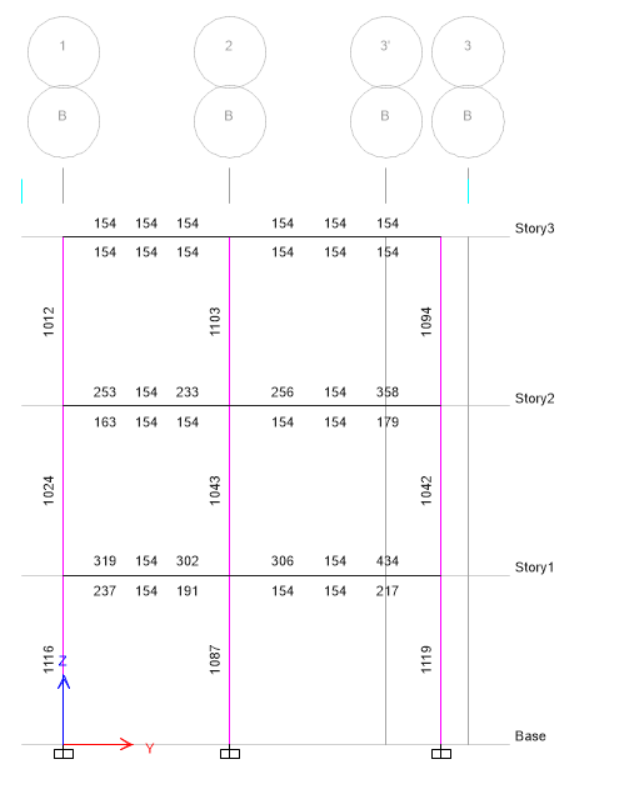 1 2 3' 3
B B B B
154 154 154 154 154 154
Story3
154 154 154 154 154 154
1012 1103 1094
253 154 233 256 154 358
Story2
163 154 154 154 154 179
1024 1043 1042
319 154 302 306 154 434
Story1
237 154 191 154 154 217
1116 1087 1119
Z
Base
Y